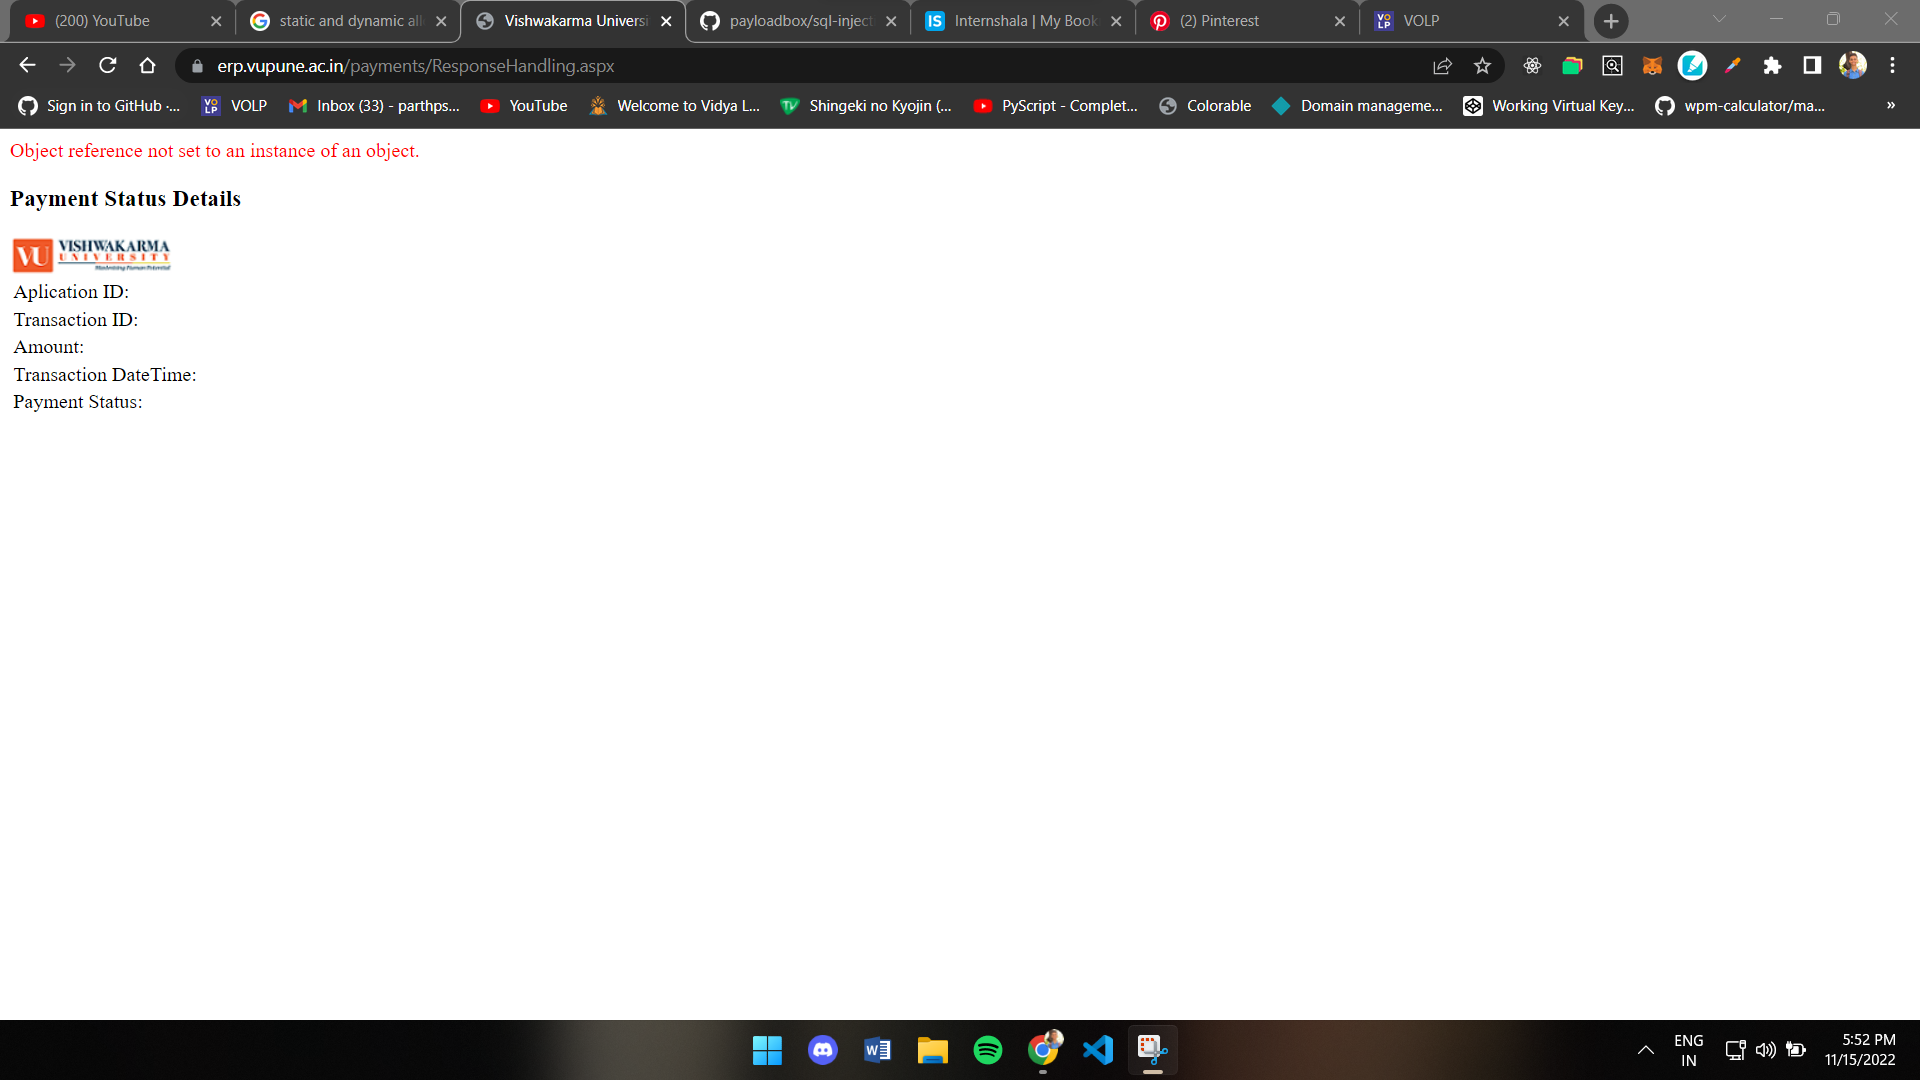 (200) YouTube
static and dynamic all
Vishwakarma Universi
payloadbox/sql-inject
Internshala | My Book
(2) Pinterest
VOLP
erp.vupune.ac.in/payments/ResponseHandling.aspx
Sign in to GitHub ·...
VOLP
Inbox (33) - parthps...
YouTube
Welcome to Vidya L...
Shingeki no Kyojin (...
PyScript - Complet...
Colorable
Domain manageme...
Working Virtual Key...
wpm-calculator/ma...
»
Object reference not set to an instance of an object.
Payment Status Details
VU VISHWAKARMA
UNIVERSITY
Maximising Human Potential
Aplication ID:
Transaction ID:
Amount:
Transaction DateTime:
Payment Status:
ENG
IN
5:52 PM
11/15/2022